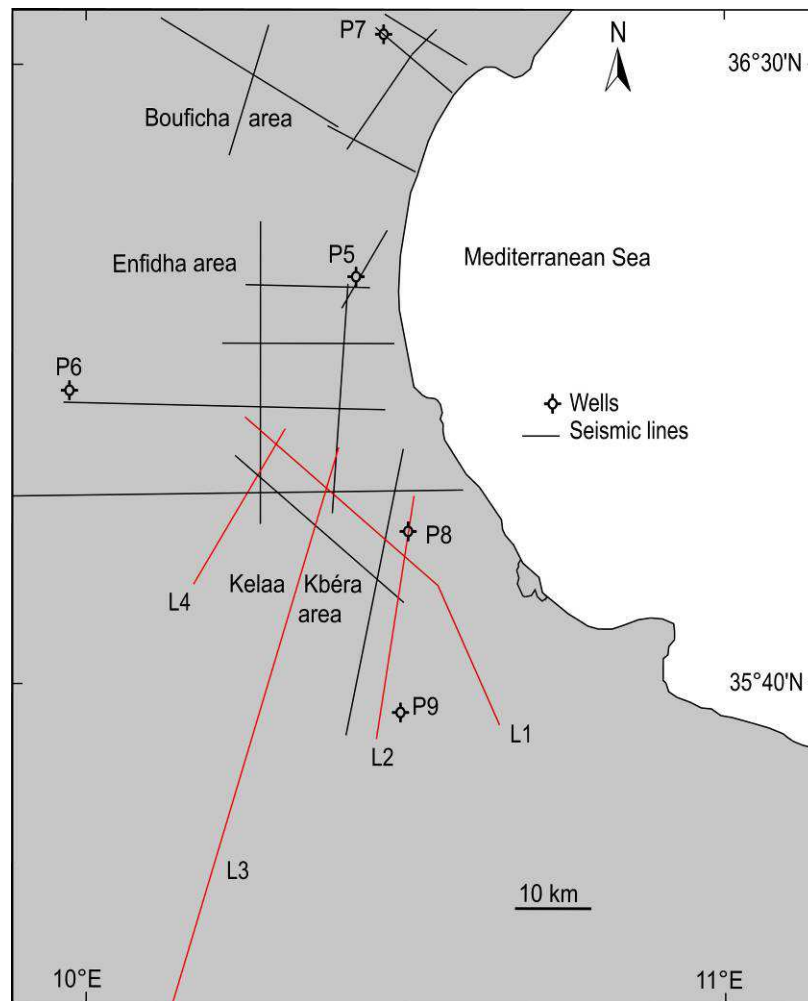 P7
N
36°30'N
Bouficha area
Enfidha area
P5
Mediterranean Sea
P6
Wells
Seismic lines
P8
Kelaa Kbéra
area
L4
35°40'N
P9
L1
L2
L3
10 km
10°E
11°E